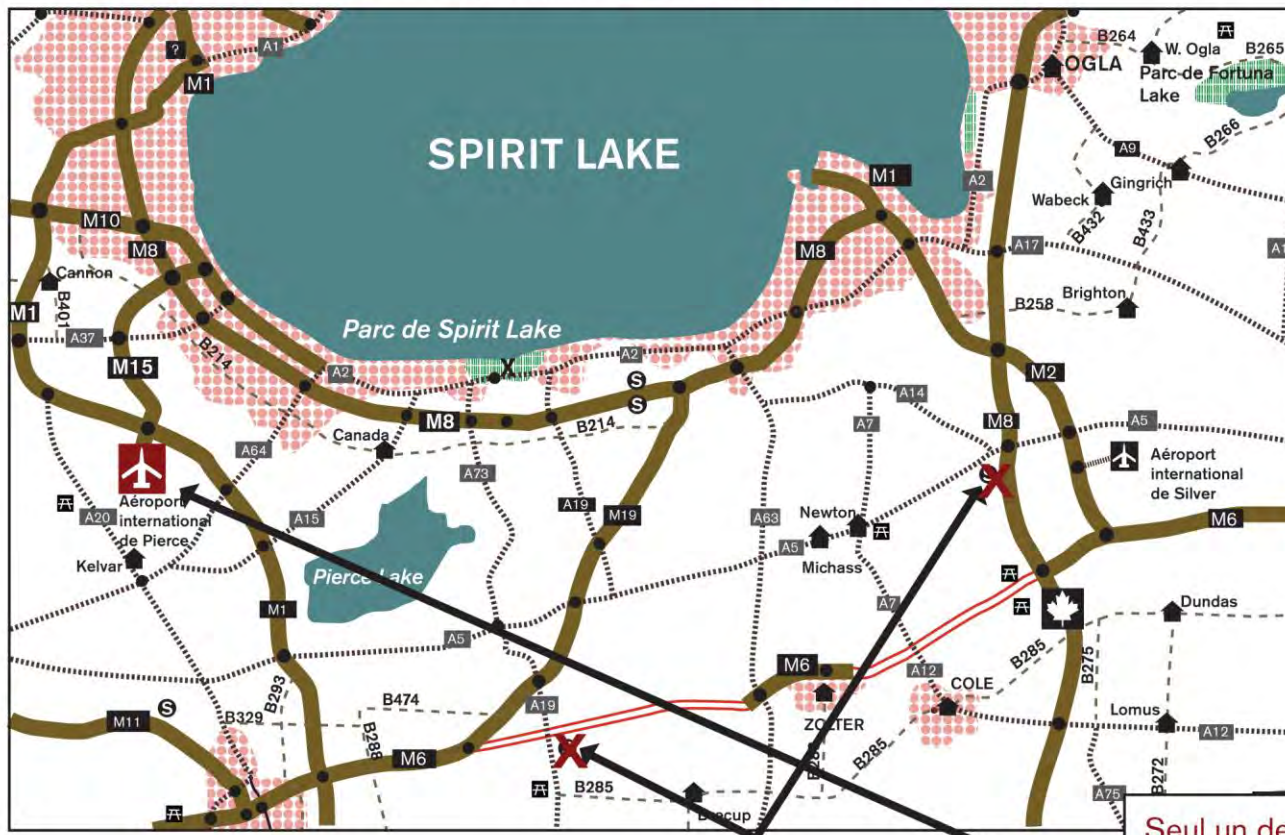 ?
A1
M1
OGLA
B264
W. Ogla
B265
Parc de Fortuna
Lake
B266
SPIRIT LAKE
A9
M1
A2
Gingrich
Wabeck
B432
B433
M10
M8
M8
A17
Cannon
B401
M1
B258
Brighton
A37
Parc de Spirit Lake
M15
B214
A2
X
A2
S
S
M2
M8
B214
A14
A7
A5
Canada
A64
M8
A73
Aéroport
international
de Silver
Aéroport
international
de Pierce
A20
A15
A19
M19
A63
Newton
M6
Kelvar
A5
Michass
Pierce Lake
M1
A7
Dundas
A5
B285
B275
M6
A12
COLE
B293
B474
A19
M11
S
B329
ZOLTER
Lomus
A12
B288
M6
B285
B285
B272
A75
Seul un de